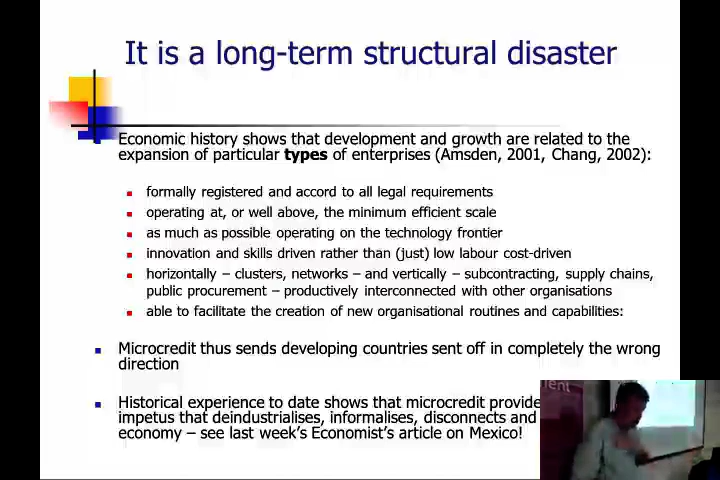 It is a long-term structural disaster
Economic history shows that development and growth are related to the
expansion of particular types of enterprises (Amsden, 2001, Chang, 2002):
formally registered and accord to all legal requirements
operating at, or well above, the minimum efficient scale
as much as possible operating on the technology frontier
innovation and skills driven rather than (just) low labour cost-driven
horizontally – clusters, networks – and vertically – subcontracting, supply chains,
public procurement – productively interconnected with other organisations
able to facilitate the creation of new organisational routines and capabilities:
Microcredit thus sends developing countries sent off in completely the wrong
direction
Historical experience to date shows that microcredit provide
impetus that deindustrialises, informalises, disconnects and
economy – see last week's Economist's article on Mexico!